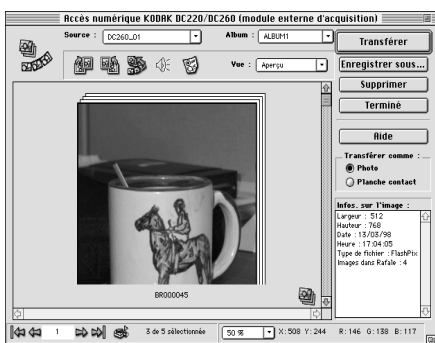 Accès numérique KODAK DC220/DC260 (module externe d'acquisition)
Source : DC260_01 Album : ALBUM1
Vue : Aperçu
Transférer
Enregistrer sous...
Supprimer
Terminé
Aide
Transférer comme :
Photo
Planche contact
Infos. sur l'image :
Largeur : 512
Hauteur : 768
Date : 13/03/98
Heure : 17:04:05
Type de fichier : FlashPix
Images dans Rafale : 4
BR000045
1 3 de 5 sélectionnée 50 % X: 508 Y: 244 R: 146 G: 138 B: 117